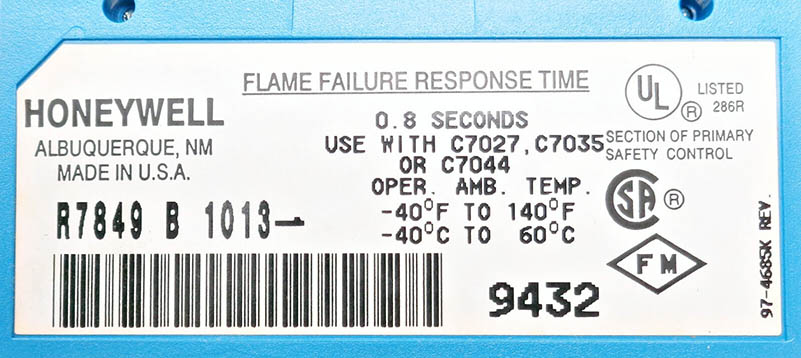 FLAME FAILURE RESPONSE TIME
HONEYWELL
ALBUQUERQUE, NM
MADE IN U.S.A.
R7849 B 1013-1
0.8 SECONDS
USE WITH C7027, C7035
OR C7044
OPER. AMB. TEMP.
-40°F TO 140°F
-40°C TO 60°C
9432
UL ®
LISTED
286R
SECTION OF PRIMARY
SAFETY CONTROL
SA ®
FM
97-4685K REV.